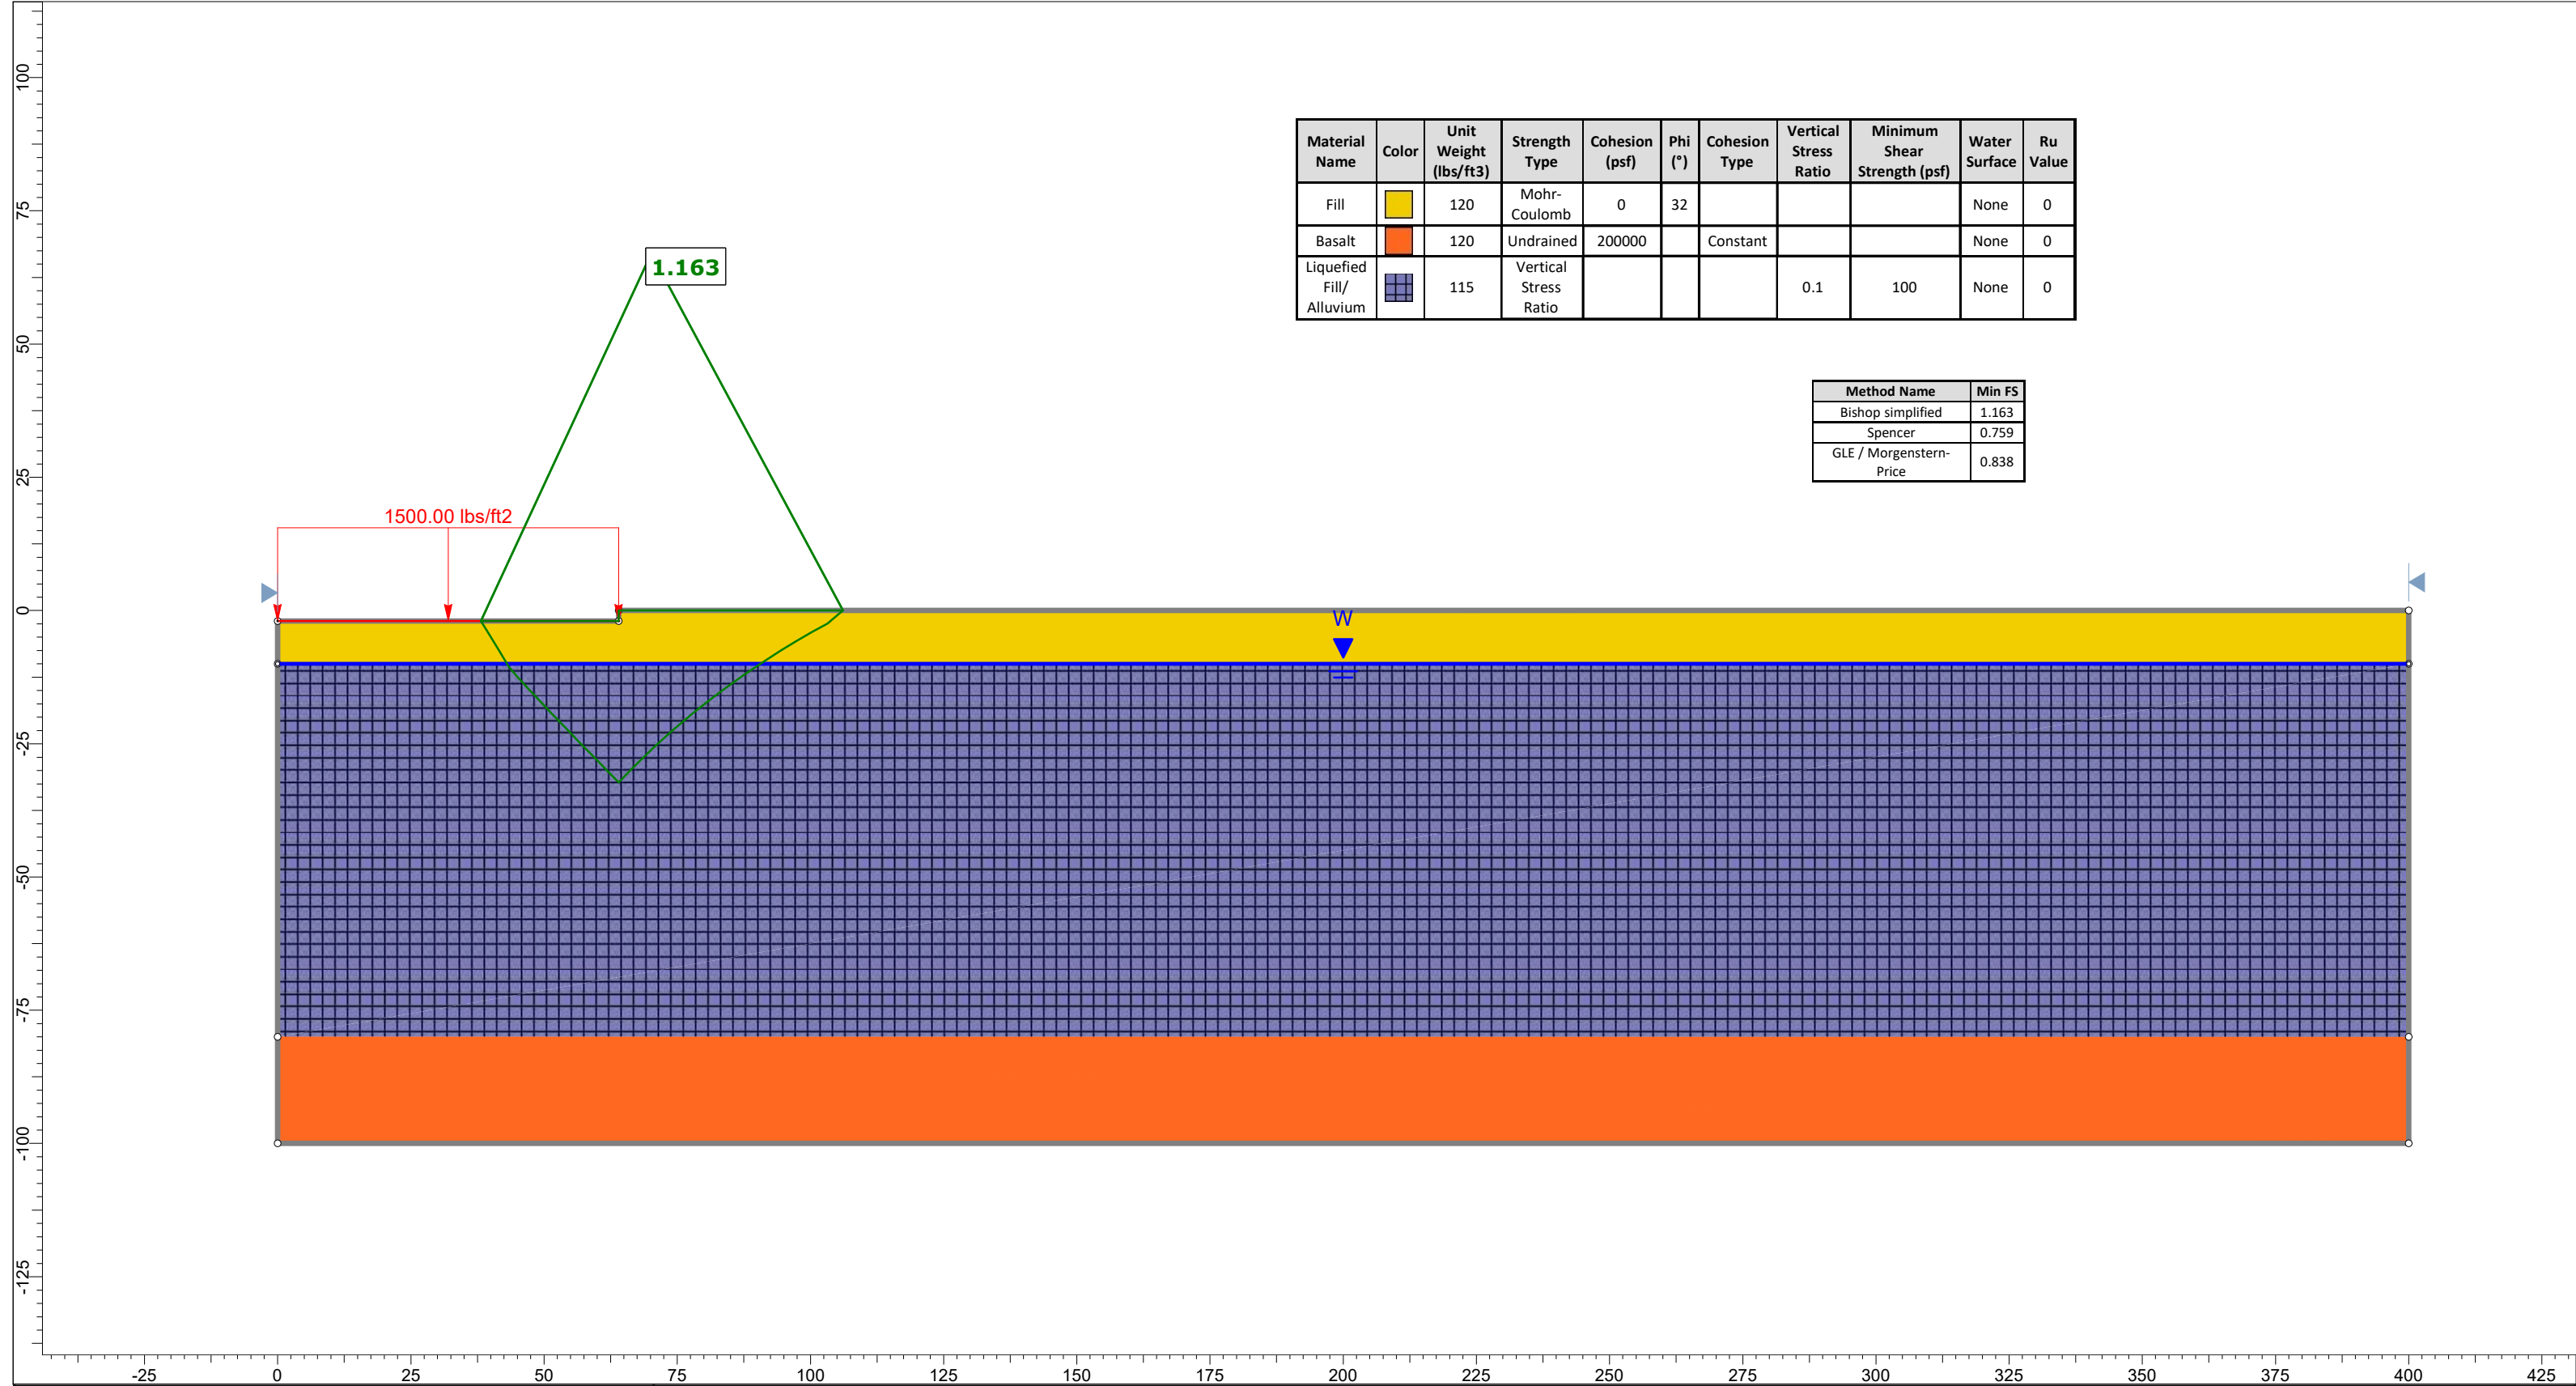 100
75
50
25
0
-25
-50
-75
-100
-125
Material Name	Color	Unit Weight (lbs/ft3)	Strength Type	Cohesion (psf)	Phi (°)	Cohesion Type	Vertical Stress Ratio	Minimum Shear Strength (psf)	Water Surface	Ru Value
Fill	120	Mohr-Coulomb	0	32	None	0
Basalt	120	Undrained	200000	Constant	None	0
Liquefied Fill/ Alluvium	115	Vertical Stress Ratio	0.1	100	None	0
1.163
Method Name	Min FS
Bishop simplified	1.163
Spencer	0.759
GLE / Morgenstern-Price	0.838
1500.00 lbs/ft2
W
-25 0 25 50 75 100 125 150 175 200 225 250 275 300 325 350 375 400 425